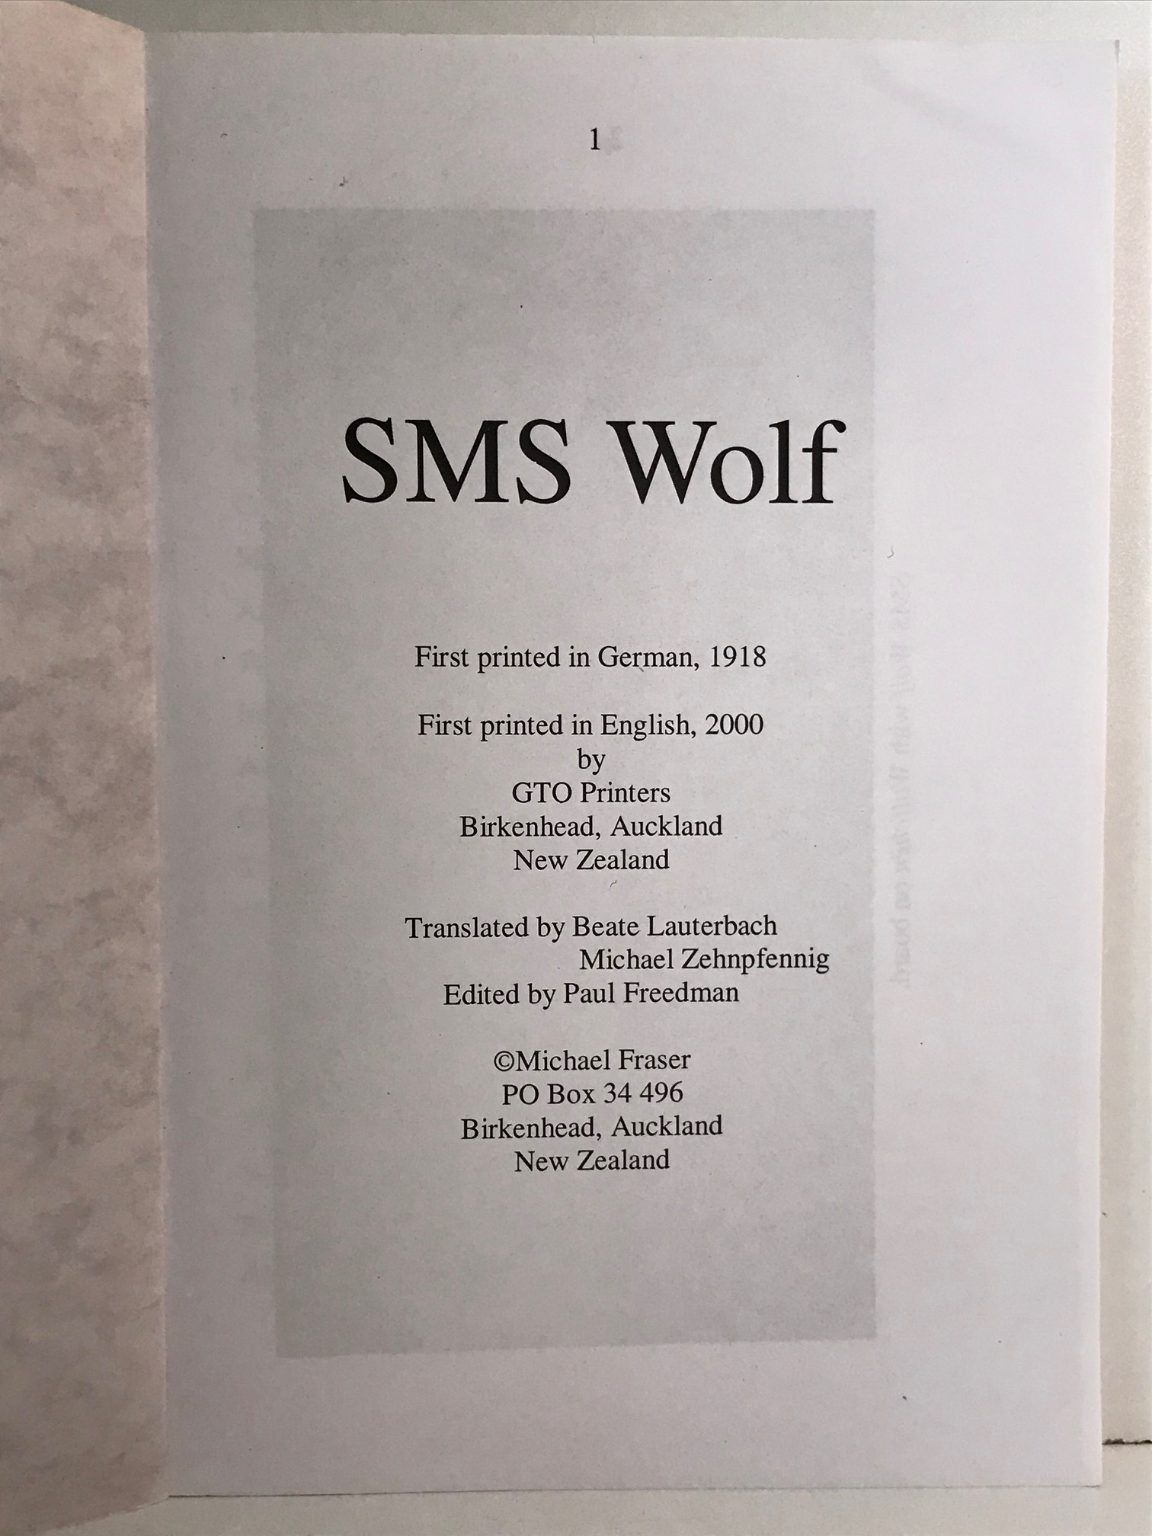 1
SMS Wolf
First printed in German, 1918
First printed in English, 2000
by
GTO Printers
Birkenhead, Auckland
New Zealand
Translated by Beate Lauterbach
Michael Zehnpfennig
Edited by Paul Freedman
©Michael Fraser
PO Box 34 496
Birkenhead, Auckland
New Zealand